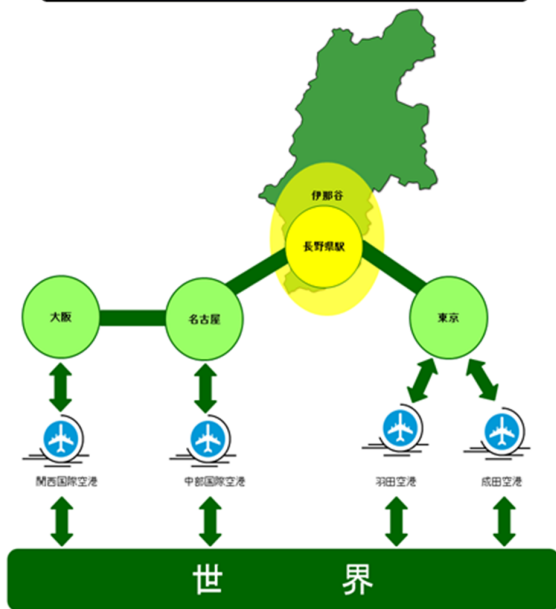 伊那谷
長野県駅
大阪
名古屋
東京
関西国際空港
中部国際空港
羽田空港
成田空港
世界